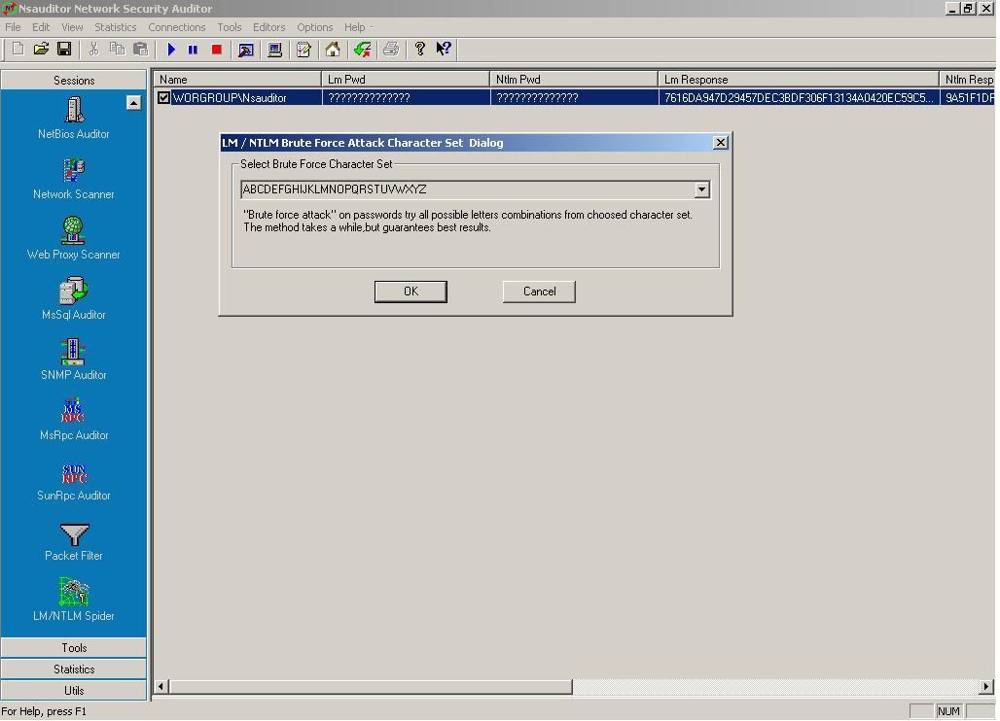 Nsauditor Network Security Auditor
File Edit View Statistics Connections Tools Editors Options Help
Sessions
NetBios Auditor
Network Scanner
Web Proxy Scanner
MsSql Auditor
SNMP Auditor
MsRpc Auditor
SunRpc Auditor
Packet Filter
LM/NTLM Spider
Tools
Statistics
Utils
Name Lm Pwd Ntlm Pwd Lm Response Ntlm Resp
WORGROUP\Nsauditor ?????????????? ?????????????? 7616DA947D29457DEC3BDF306F13134A0420EC59C5... 9A51F1DF
LM / NTLM Brute Force Attack Character Set Dialog
Select Brute Force Character Set
ABCDEFGHIJKLMNOPQRSTUVWXYZ
"Brute force attack" on passwords try all possible letters combinations from choosed character set.
The method takes a while,but guarantees best results.
OK Cancel
For Help, press F1 NUM